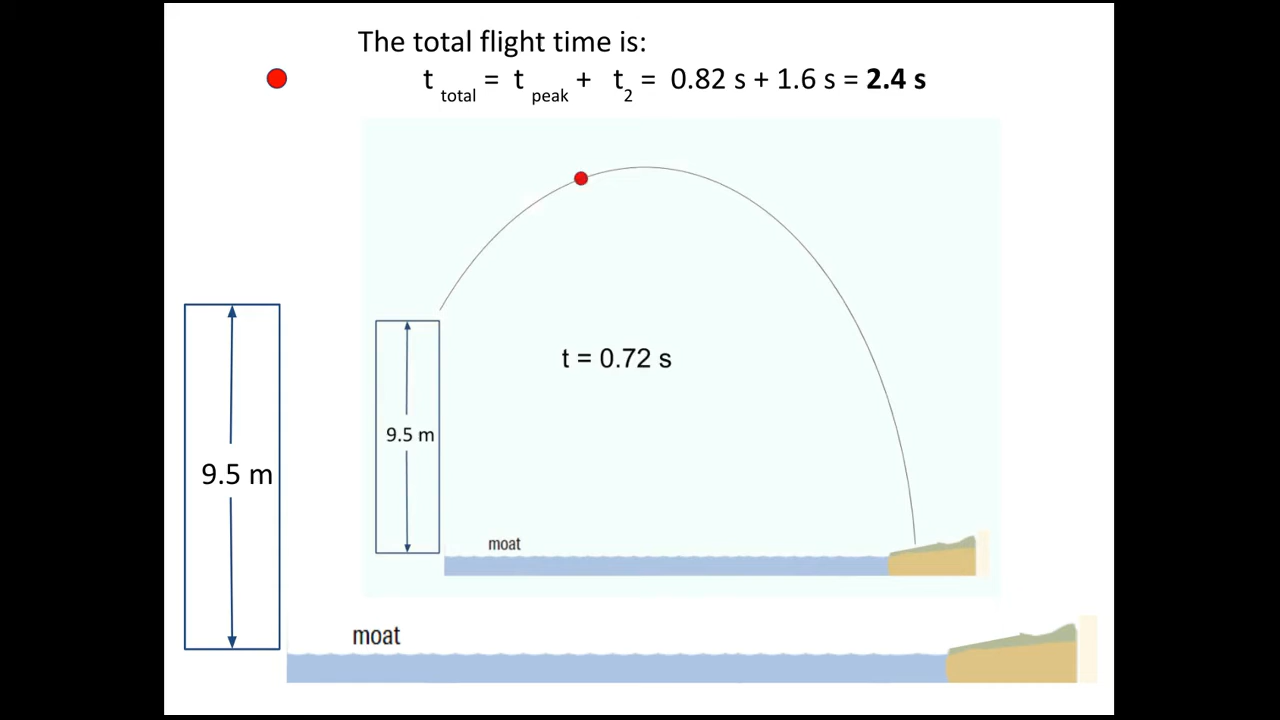 The total flight time is:
t total = t peak + t 2 = 0.82 s + 1.6 s = 2.4 s
t = 0.72 s
9.5 m
9.5 m
moat
moat